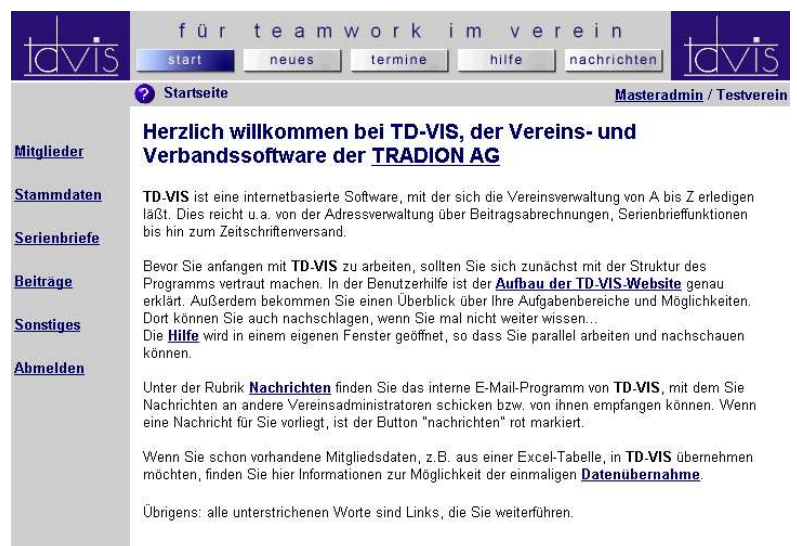 tdvis
für teamwork im verein
tdvis
start neues termine hilfe nachrichten
? Startseite
Masteradmin / Testverein
Mitglieder
Stammdaten
Serienbriefe
Beiträge
Sonstiges
Abmelden
Herzlich willkommen bei TD-VIS, der Vereins- und
Verbandssoftware der TRADION AG
TD-VIS ist eine internetbasierte Software, mit der sich die Vereinsverwaltung von A bis Z erledigen
läßt. Dies reicht u.a. von der Adressverwaltung über Beitragsabrechnungen, Serienbrieffunktionen
bis hin zum Zeitschriftenversand.
Bevor Sie anfangen mit TD-VIS zu arbeiten, sollten Sie sich zunächst mit der Struktur des
Programms vertraut machen. In der Benutzerhilfe ist der Aufbau der TD-VIS-Website genau
erklärt. Außerdem bekommen Sie einen Überblick über Ihre Aufgabenbereiche und Möglichkeiten.
Dort können Sie auch nachschlagen, wenn Sie mal nicht weiter wissen...
Die Hilfe wird in einem eigenen Fenster geöffnet, so dass Sie parallel arbeiten und nachschauen
können.
Unter der Rubrik Nachrichten finden Sie das interne E-Mail-Programm von TD-VIS, mit dem Sie
Nachrichten an andere Vereinsadministratoren schicken bzw. von ihnen empfangen können. Wenn
eine Nachricht für Sie vorliegt, ist der Button "nachrichten" rot markiert.
Wenn Sie schon vorhandene Mitgliedsdaten, z.B. aus einer Excel-Tabelle, in TD-VIS übernehmen
möchten, finden Sie hier Informationen zur Möglichkeit der einmaligen Datenübernahme.
Übrigens: alle unterstrichenen Worte sind Links, die Sie weiterführen.